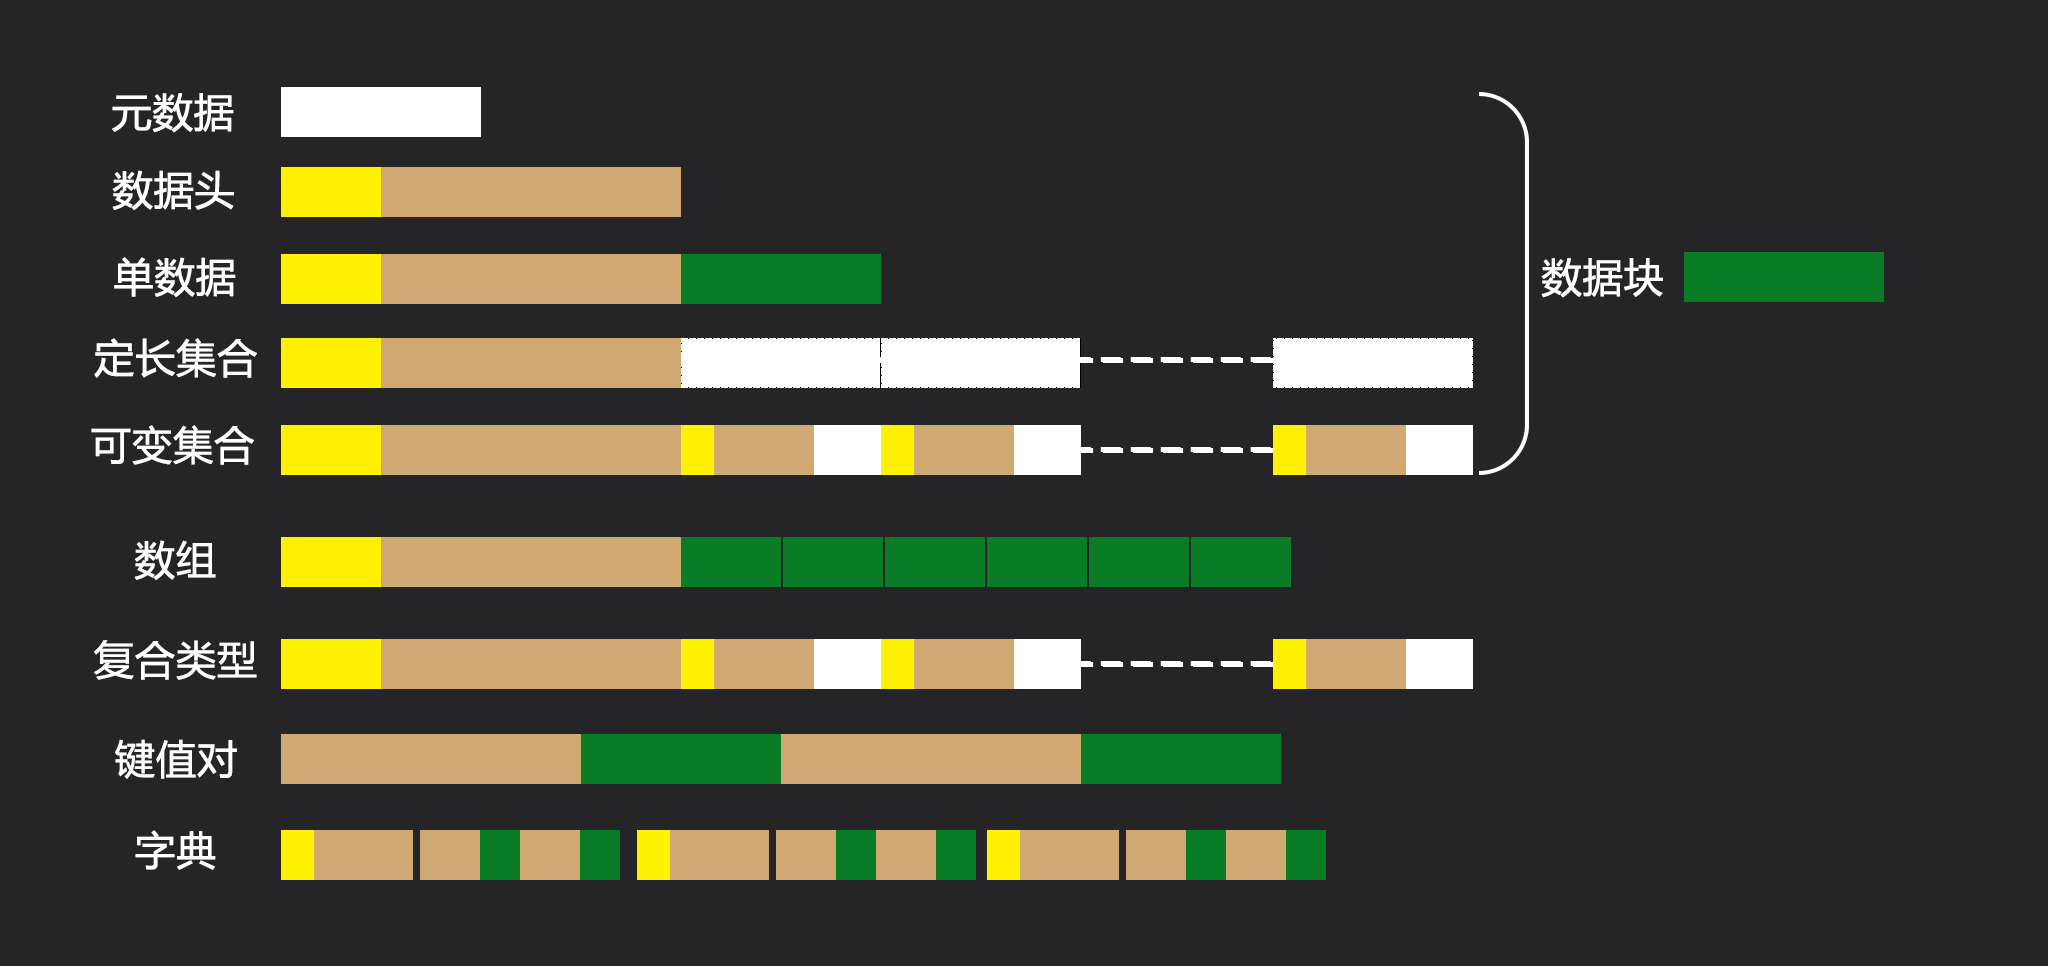 元数据
数据头
单数据
定长集合
可变集合
数据块
数组
复合类型
键值对
字典